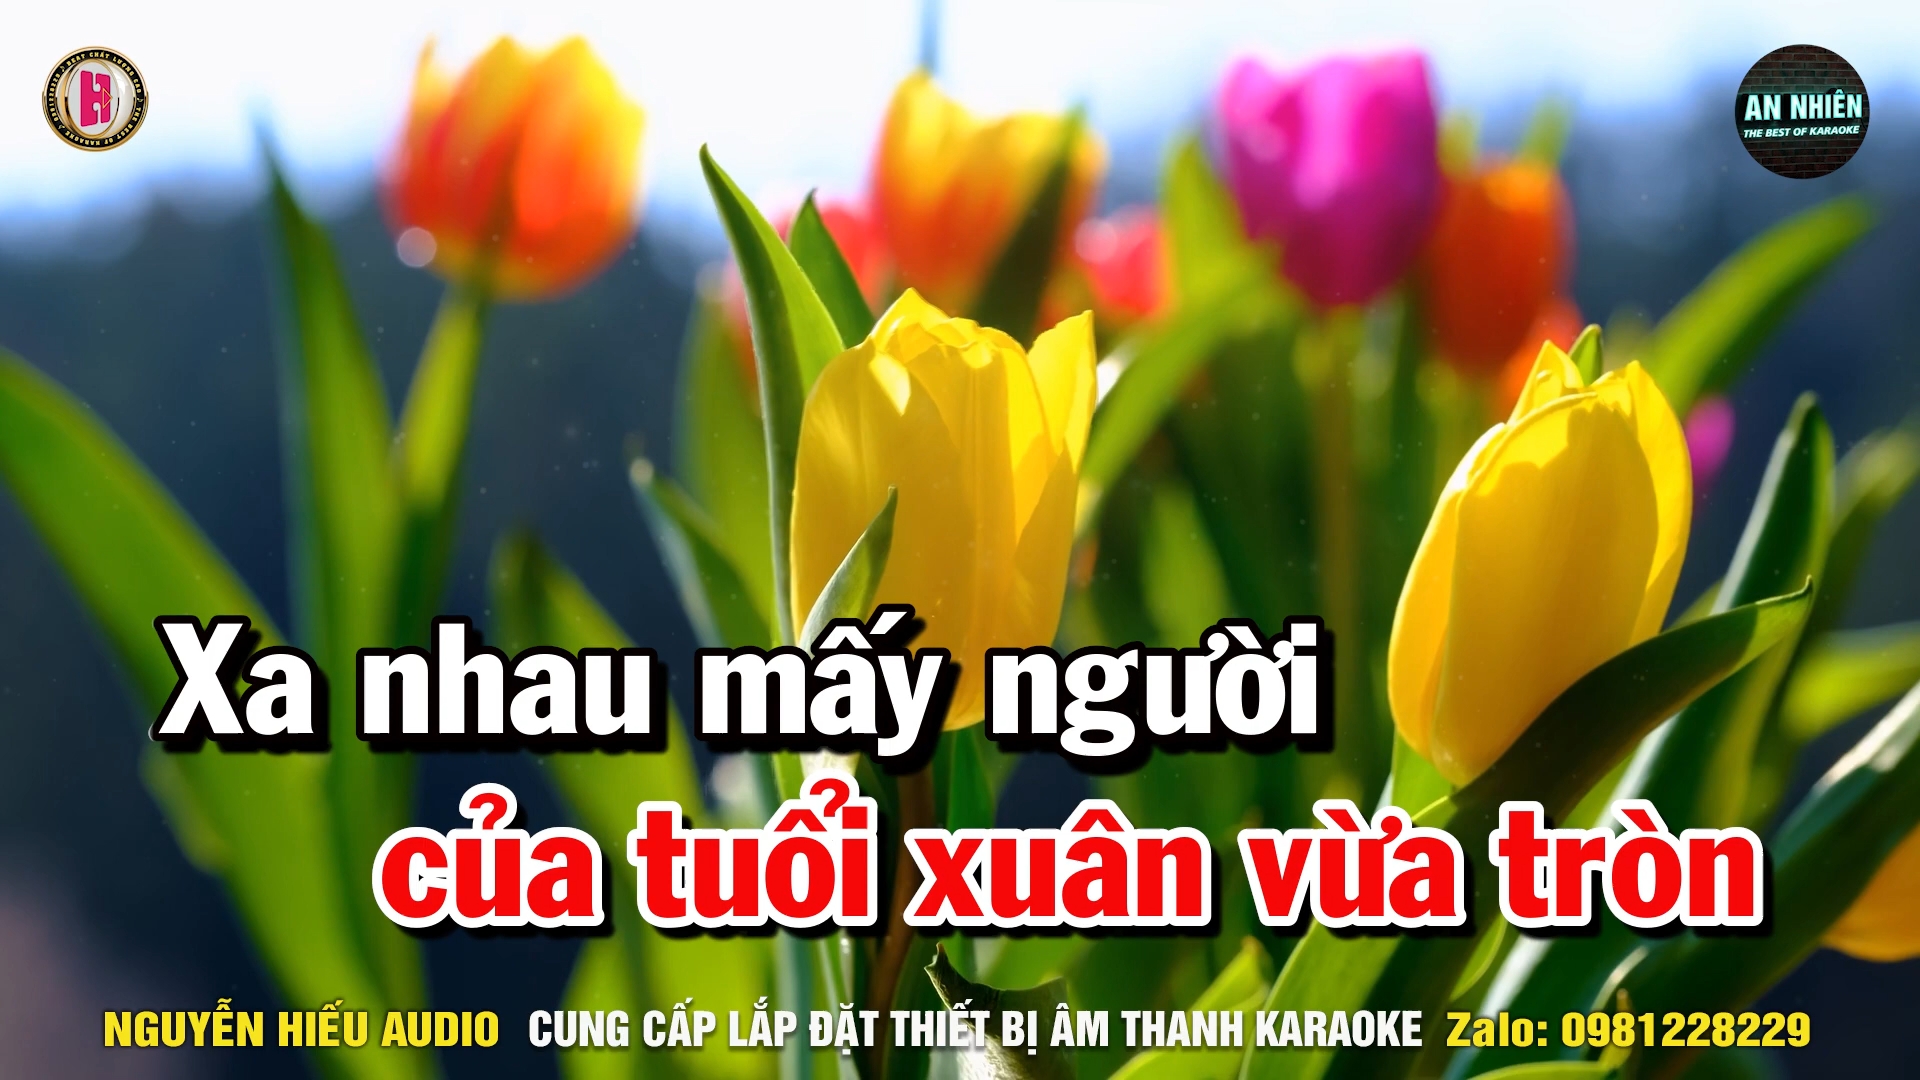 AN NHIÊN
THE BEST OF KARAOKE
Xa nhau mấy người
của tuổi xuân vừa tròn
NGUYỄN HIẾU AUDIO CUNG CẤP LẮP ĐẶT THIẾT BỊ ÂM THANH KARAOKE Zalo: 0981228229